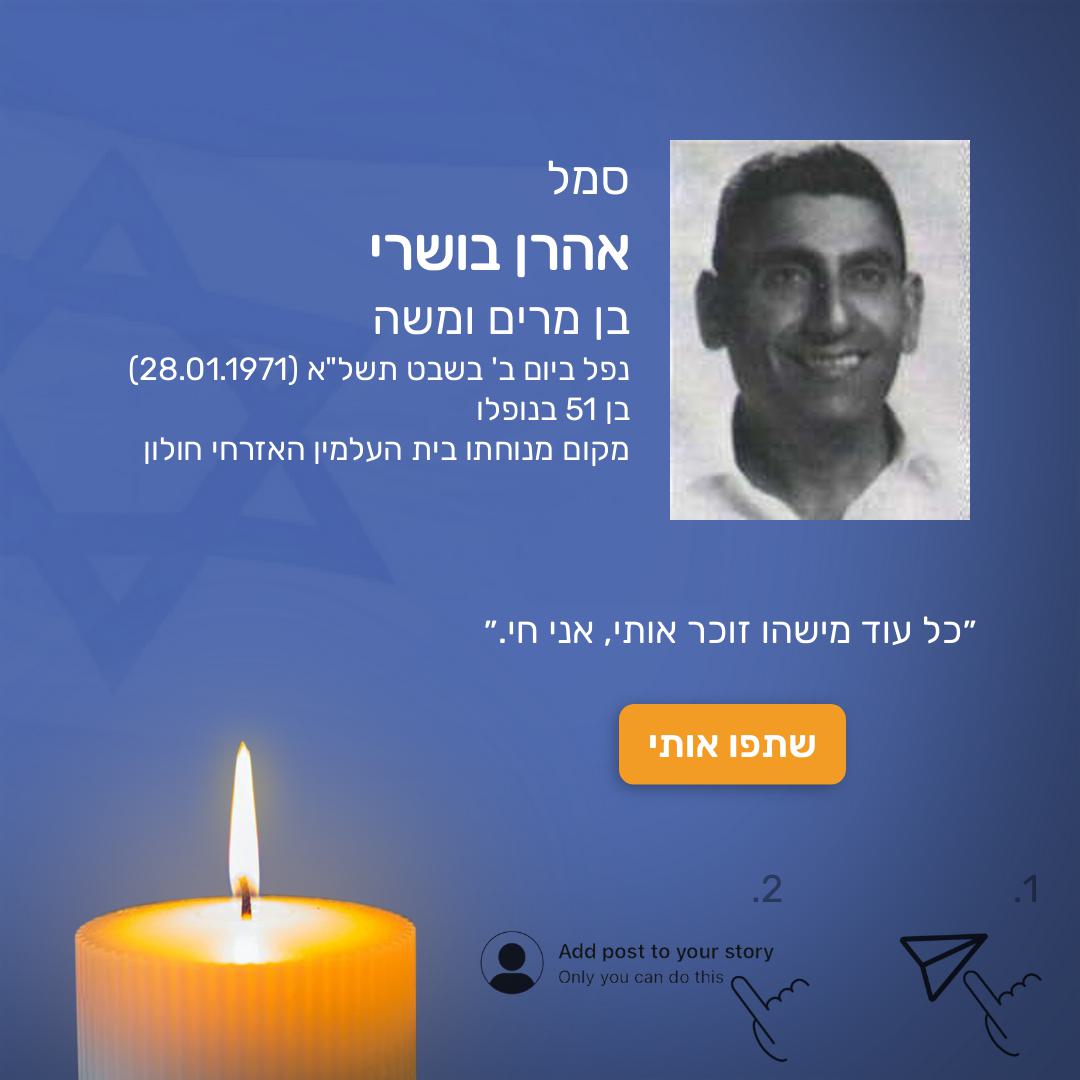 סמל
אהרן בושרי
בן מרים ומשה
נפל ביום ב' בשבט תשל"א (28.01.1971)
בן 51 בנופלו
מקום מנוחתו בית העלמין האזרחי חולון
״כל עוד מישהו זוכר אותי, אני חי.״
שתפו אותי
.1
.2
Add post to your story
Only you can do this